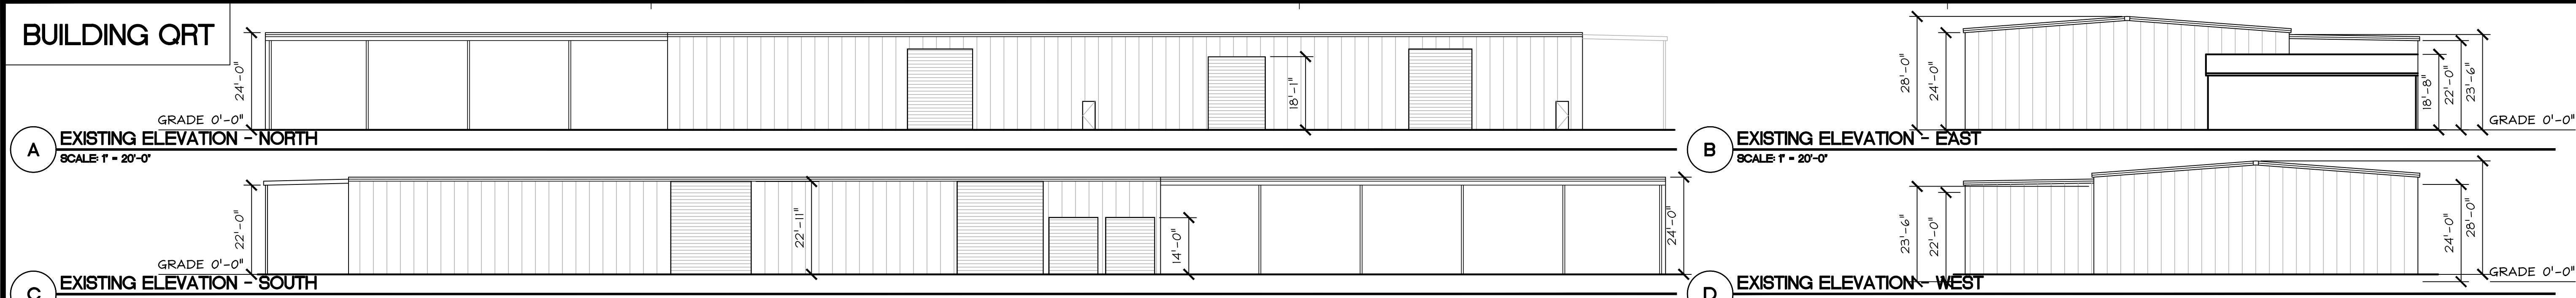 BUILDING QRT
24'-0"
GRADE 0'-0"
18'-1"
A
EXISTING ELEVATION - NORTH
SCALE: 1" = 20'-0"
28'-0"
24'-0"
18'-8"
22'-0"
23'-6"
GRADE 0'-0"
B
EXISTING ELEVATION - EAST
SCALE: 1" = 20'-0"
22'-0"
GRADE 0'-0"
22'-11"
14'-0"
24'-0"
C
EXISTING ELEVATION - SOUTH
23'-6"
22'-0"
24'-0"
28'-0"
GRADE 0'-0"
D
EXISTING ELEVATION - WEST